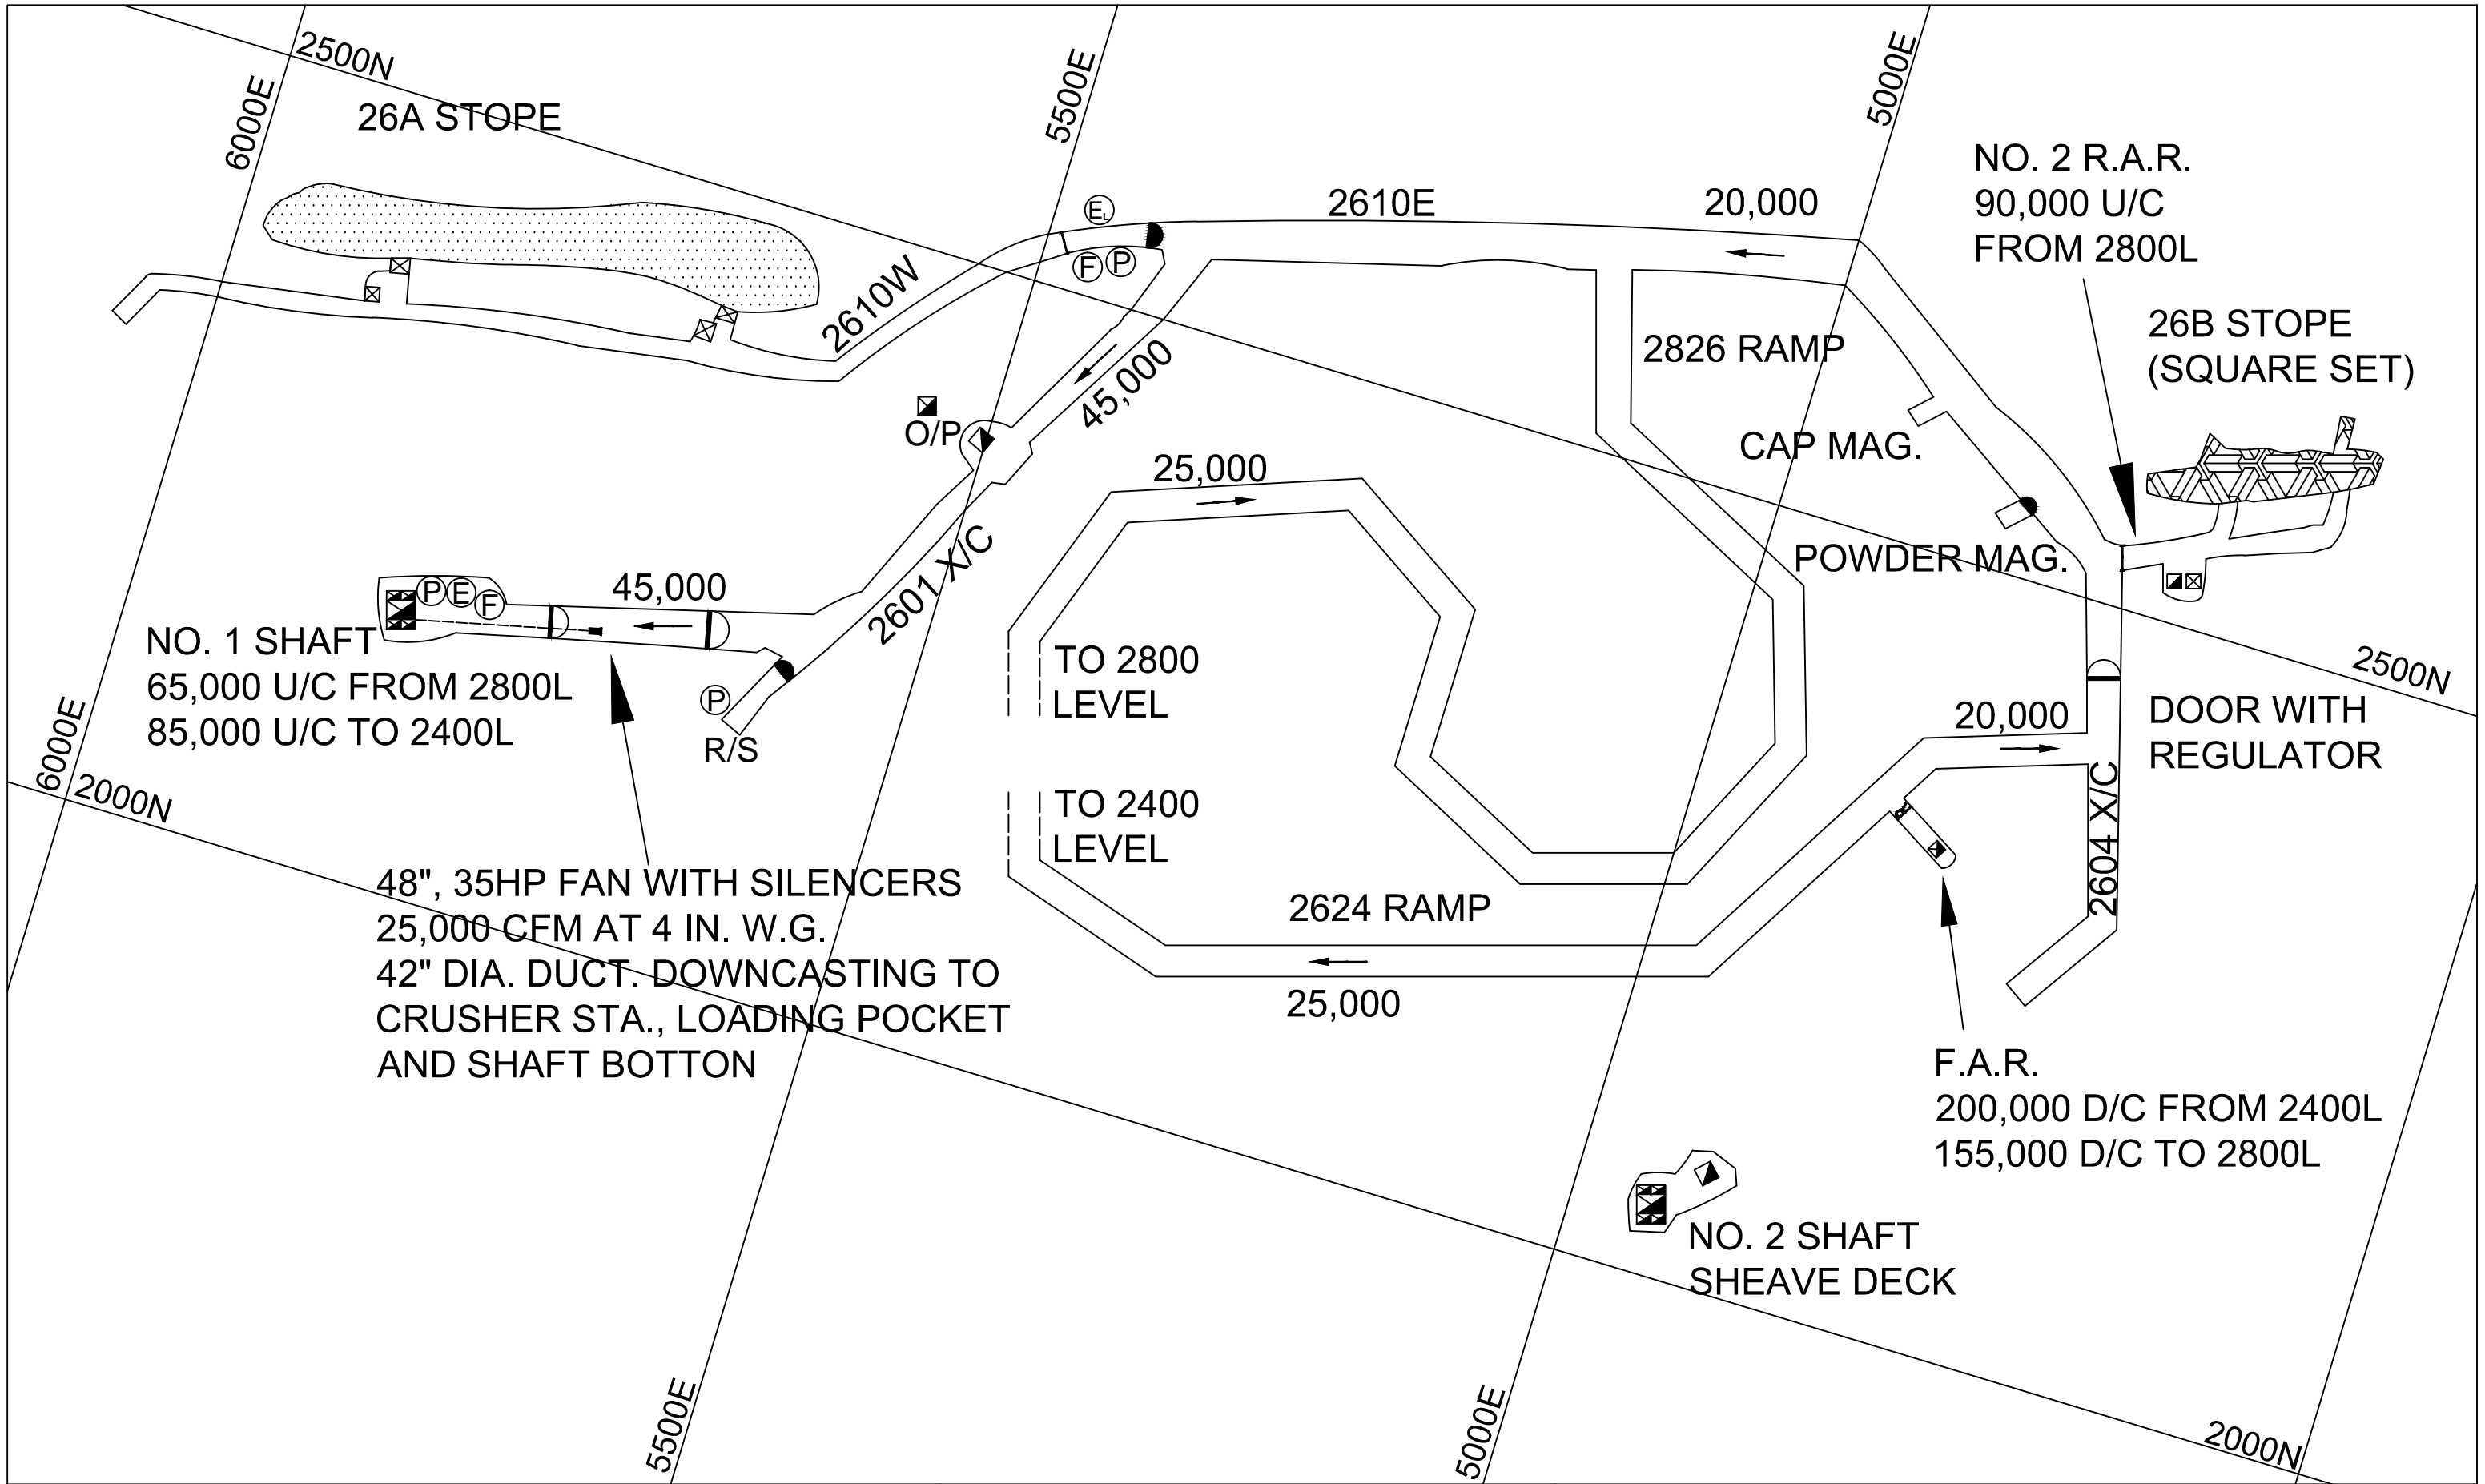 2500N
6000E
26A STOPE
5500E
5000E
NO. 2 R.A.R.
90,000 U/C
FROM 2800L
2610E
20,000
EL
F
P
2610W
26B STOPE
(SQUARE SET)
2826 RAMP
45,000
O/P
CAP MAG.
25,000
POWDER MAG.
2601 X/C
45,000
P
E
F
NO. 1 SHAFT
65,000 U/C FROM 2800L
85,000 U/C TO 2400L
P
R/S
TO 2800
LEVEL
2500N
20,000
DOOR WITH
REGULATOR
6000E
2000N
TO 2400
LEVEL
R
2604 X/C
48", 35HP FAN WITH SILENCERS
25,000 CFM AT 4 IN. W.G.
42" DIA. DUCT. DOWNCASTING TO
CRUSHER STA., LOADING POCKET
AND SHAFT BOTTON
2624 RAMP
25,000
F.A.R.
200,000 D/C FROM 2400L
155,000 D/C TO 2800L
NO. 2 SHAFT
SHEAVE DECK
5500E
5000E
2000N